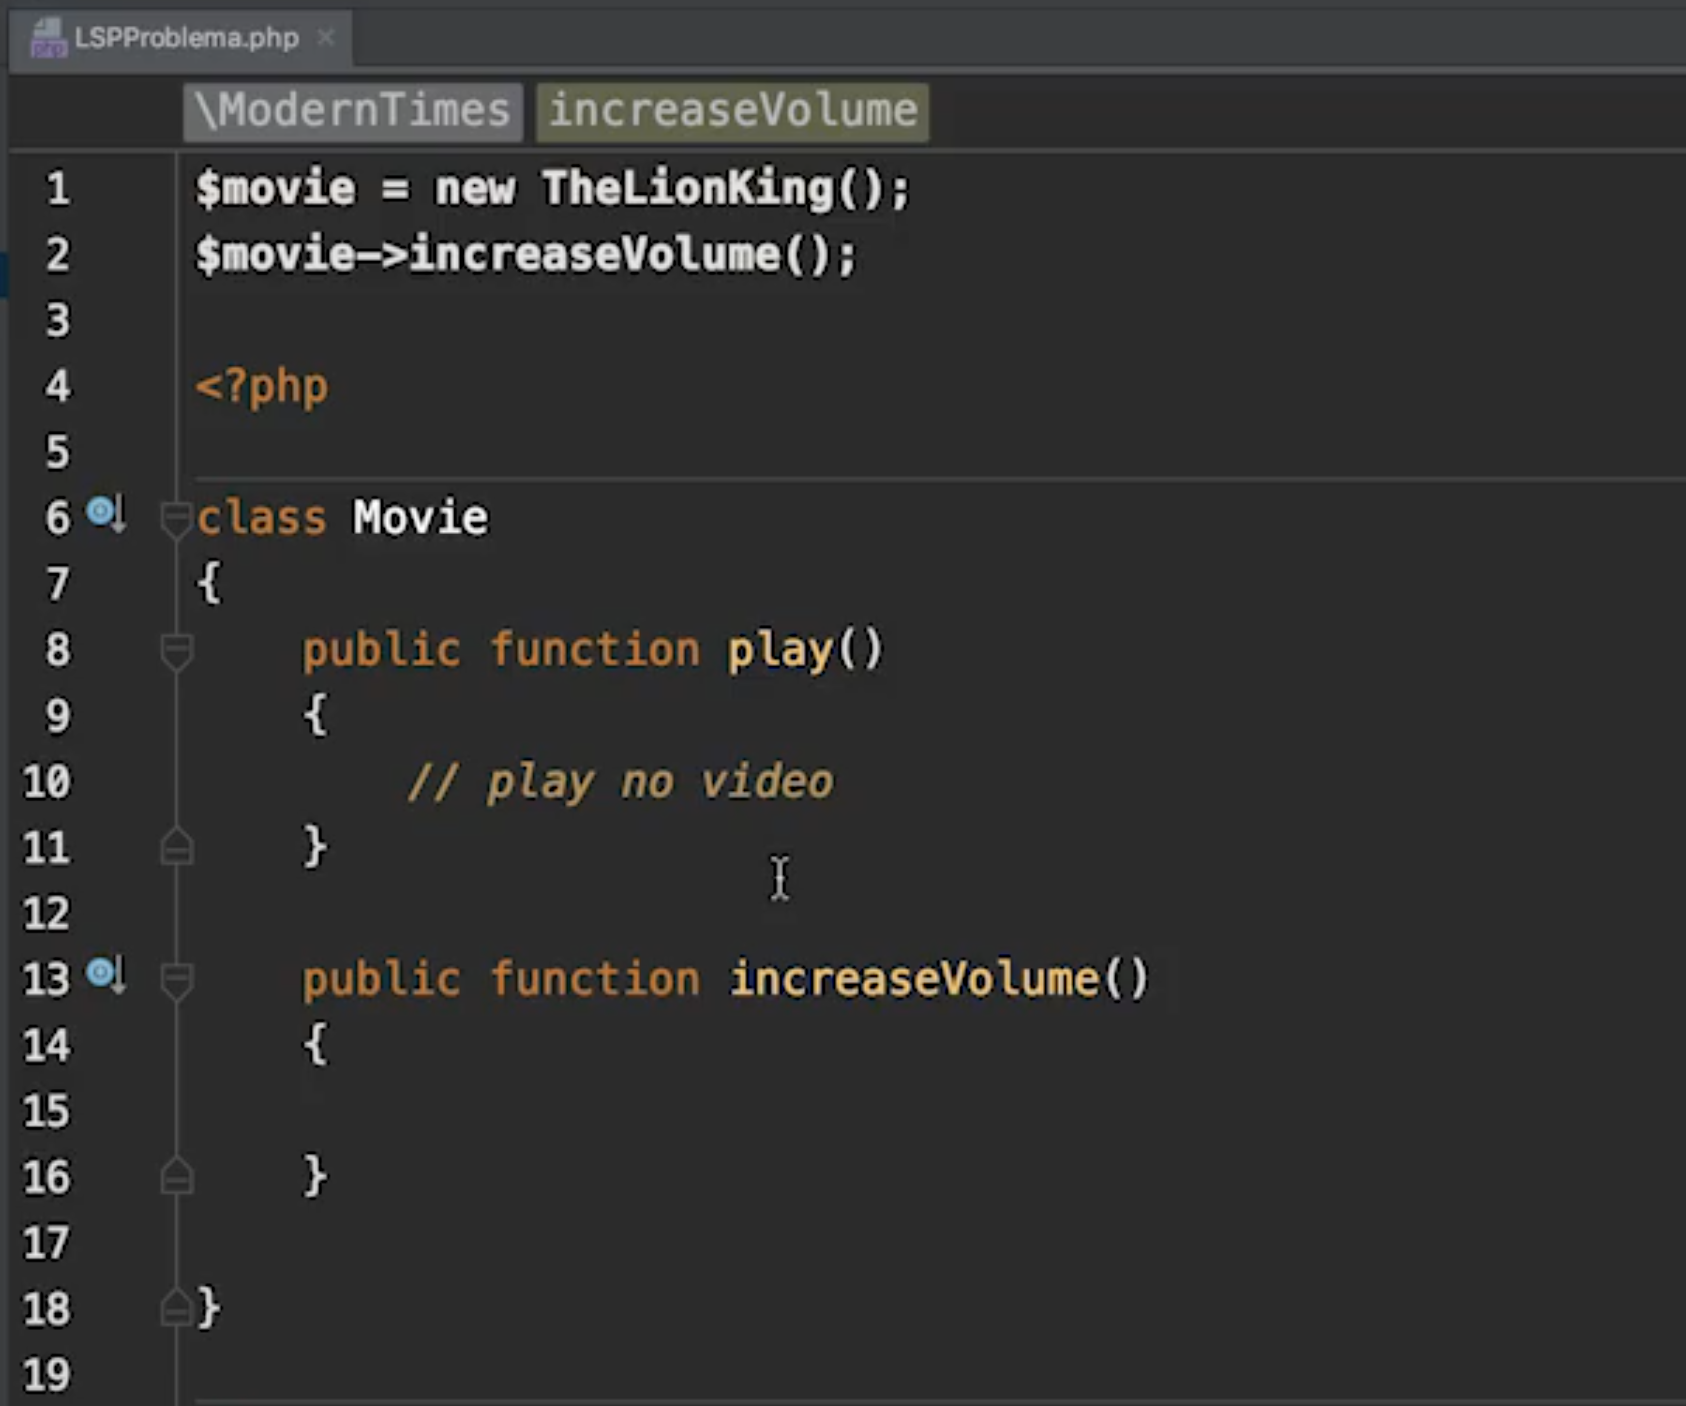 LSPProblema.php ×
\ModernTimes increaseVolume
1 $movie = new TheLionKing();
2 $movie->increaseVolume();
3
4 <?php
5
6 class Movie
7 {
8     public function play()
9     {
10         // play no video
11     }
12
13     public function increaseVolume()
14     {
15
16     }
17
18 }
19